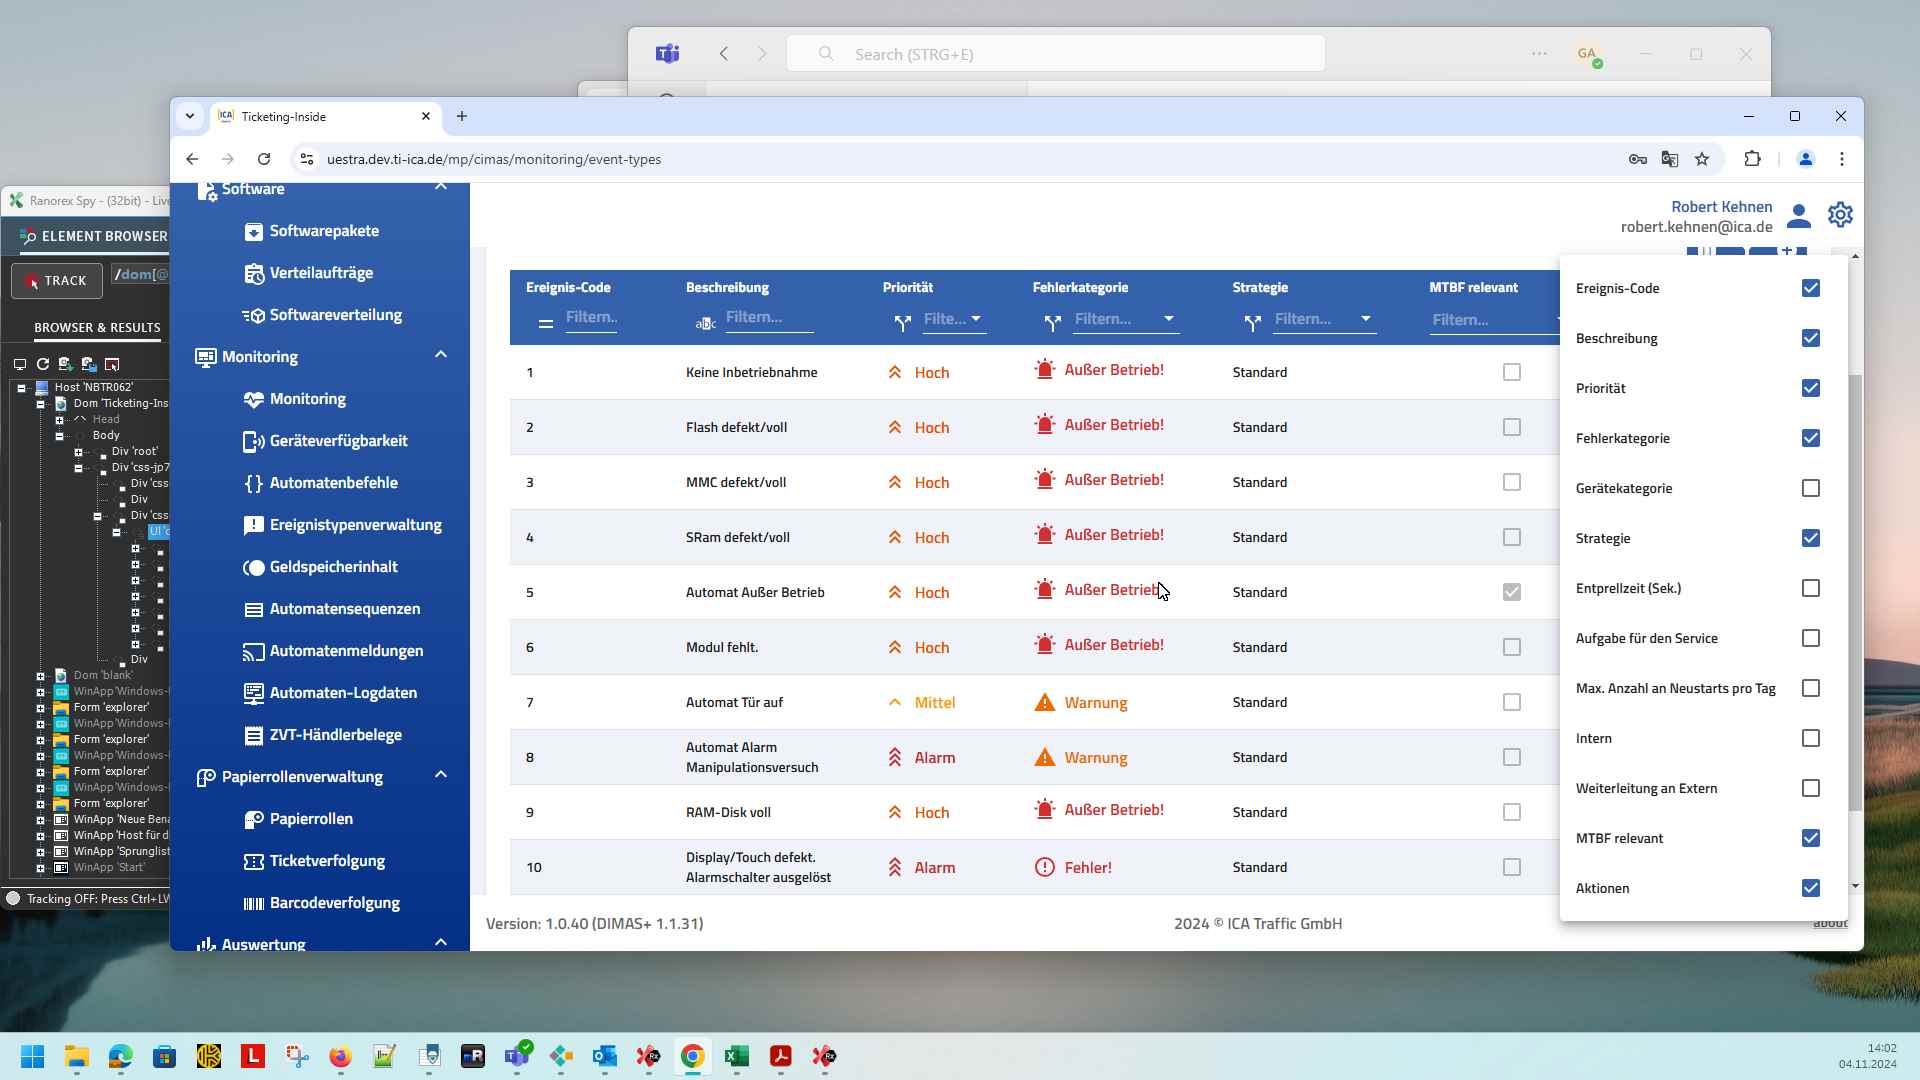 Search (STRG+E)
GA
Ticketing-Inside
uestra.dev.ti-ica.de/mp/cimas/monitoring/event-types
Ranorex Spy - (32bit) - Live
ELEMENT BROWSER
TRACK
/dom[@
BROWSER & RESULTS
Host 'NBTR062'
Dom 'Ticketing-Ins
Head
Body
Div 'root'
Div 'css-jp7
Div 'css
Div
Div 'css
Ul 'c
Div
Dom 'blank'
WinApp 'Windows-
Form 'explorer'
WinApp 'Windows-
Form 'explorer'
WinApp 'Windows-
Form 'explorer'
WinApp 'Windows-
Form 'explorer'
WinApp 'Neue Bena
WinApp 'Host für d
WinApp 'Sprunglist
WinApp 'Start'
Tracking OFF: Press Ctrl+LW
Software
Softwarepakete
Verteilaufträge
Softwareverteilung
Monitoring
Monitoring
Geräteverfügbarkeit
Automatenbefehle
Ereignistypenverwaltung
Geldspeicherinhalt
Automatensequenzen
Automatenmeldungen
Automaten-Logdaten
ZVT-Händlerbelege
Papierrollenverwaltung
Papierrollen
Ticketverfolgung
Barcodeverfolgung
Auswertung
Robert Kehnen
robert.kehnen@ica.de
Ereignis-Code Beschreibung Priorität Fehlerkategorie Strategie MTBF relevant
Filtern.. abc Filtern... Filte... Filtern... Filtern... Filtern...
1 Keine Inbetriebnahme Hoch Außer Betrieb! Standard
2 Flash defekt/voll Hoch Außer Betrieb! Standard
3 MMC defekt/voll Hoch Außer Betrieb! Standard
4 SRam defekt/voll Hoch Außer Betrieb! Standard
5 Automat Außer Betrieb Hoch Außer Betrieb Standard
6 Modul fehlt. Hoch Außer Betrieb! Standard
7 Automat Tür auf Mittel Warnung Standard
8 Automat Alarm Manipulationsversuch Alarm Warnung Standard
9 RAM-Disk voll Hoch Außer Betrieb! Standard
10 Display/Touch defekt. Alarmschalter ausgelöst Alarm Fehler! Standard
Ereignis-Code
Beschreibung
Priorität
Fehlerkategorie
Gerätekategorie
Strategie
Entprellzeit (Sek.)
Aufgabe für den Service
Max. Anzahl an Neustarts pro Tag
Intern
Weiterleitung an Extern
MTBF relevant
Aktionen
Version: 1.0.40 (DIMAS+ 1.1.31)
2024 © ICA Traffic GmbH
about
14:02
04.11.2024